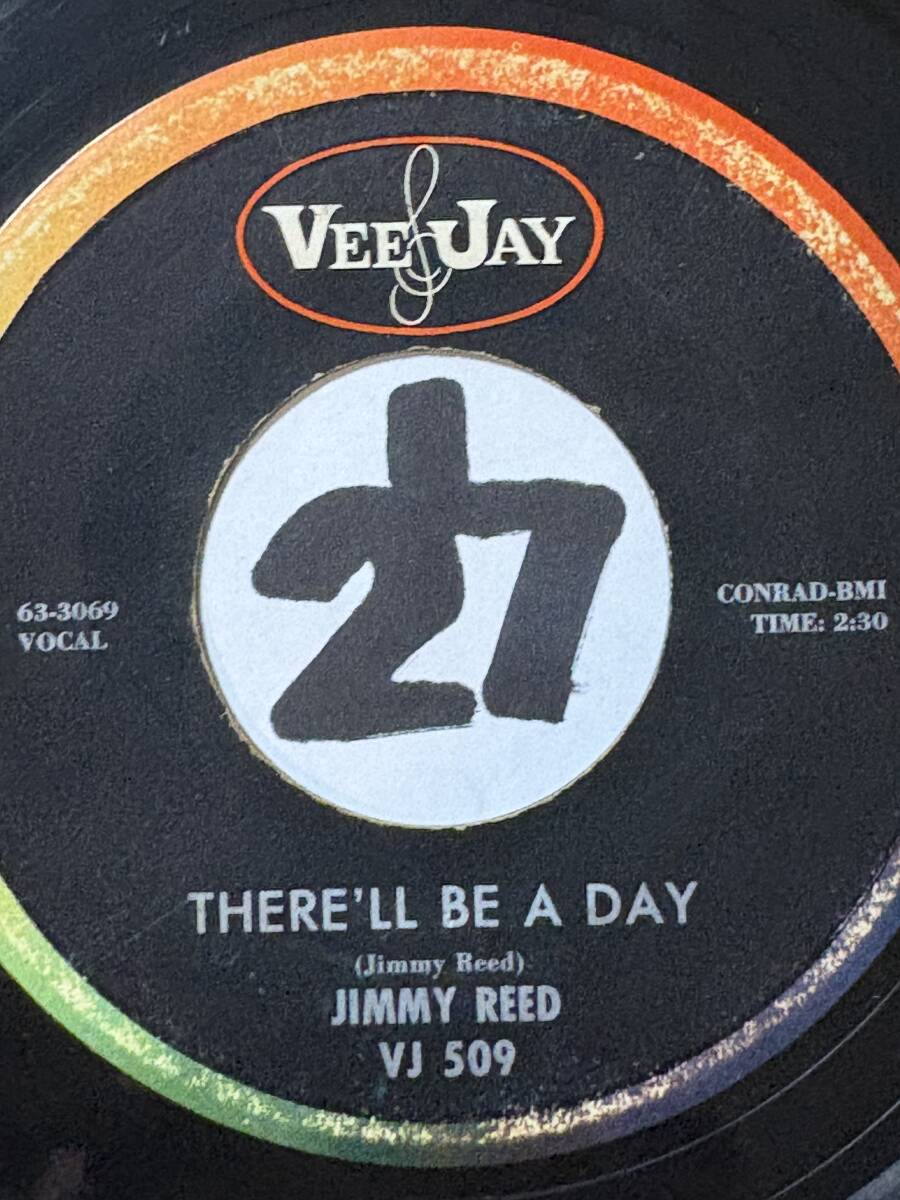 VEE JAY
27
63-3069
VOCAL
CONRAD-BMI
TIME: 2:30
THERE'LL BE A DAY
(Jimmy Reed)
JIMMY REED
VJ 509